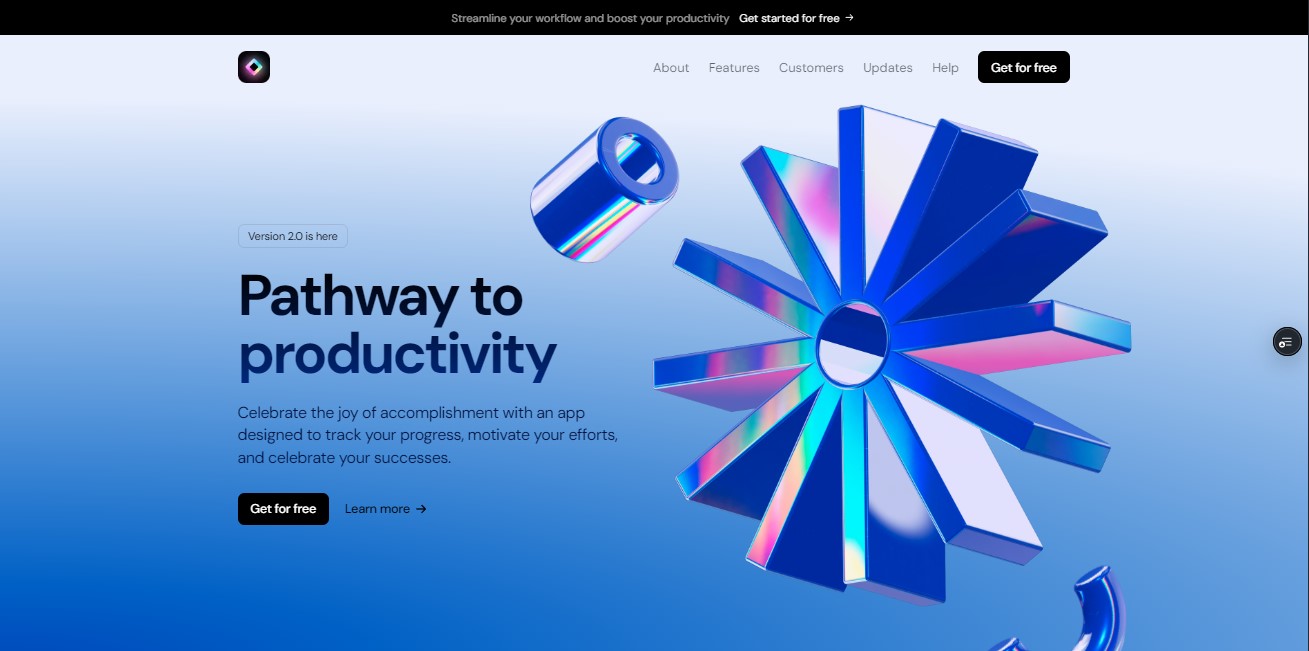 Streamline your workflow and boost your productivity Get started for free →
About Features Customers Updates Help Get for free
Version 2.0 is here
Pathway to
productivity
Celebrate the joy of accomplishment with an app
designed to track your progress, motivate your efforts,
and celebrate your successes.
Get for free Learn more →